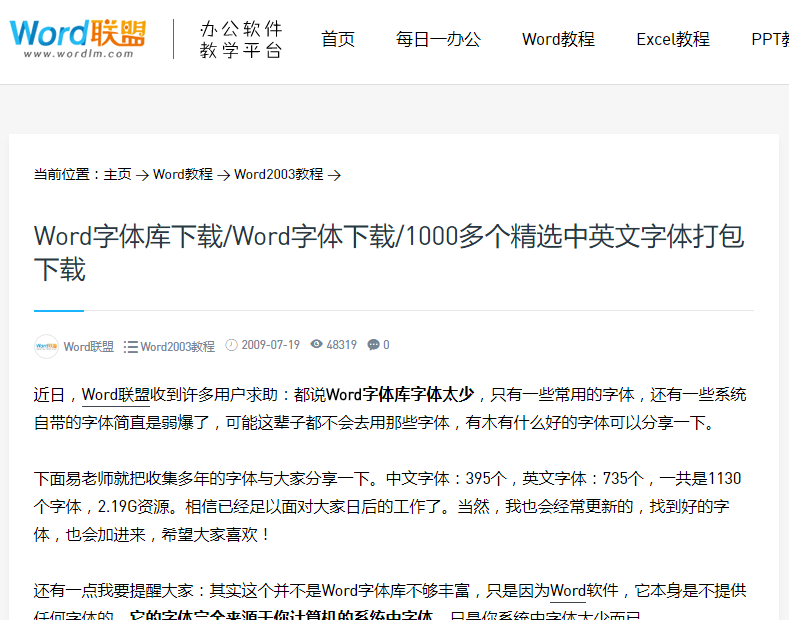 Word联盟
www.wordlm.com
办公软件
教学平台
首页 每日一办公 Word教程 Excel教程 PPT教
当前位置：主页 → Word教程 → Word2003教程 →
Word字体库下载/Word字体下载/1000多个精选中英文字体打包
下载
Word联盟 Word2003教程 2009-07-19 48319 0
近日，Word联盟收到许多用户求助：都说Word字体库字体太少，只有一些常用的字体，还有一些系统
自带的字体简直是弱爆了，可能这辈子都不会去用那些字体，有木有什么好的字体可以分享一下。
下面易老师就把收集多年的字体与大家分享一下。中文字体：395个，英文字体：735个，一共是1130
个字体，2.19G资源。相信已经足以面对大家日后的工作了。当然，我也会经常更新的，找到好的字
体，也会加进来，希望大家喜欢！
还有一点我要提醒大家：其实这个并不是Word字体库不够丰富，只是因为Word软件，它本身是不提供
任何字体的，它的字体完全来源于你计算机的系统中字体，只是你系统中字体太少而已